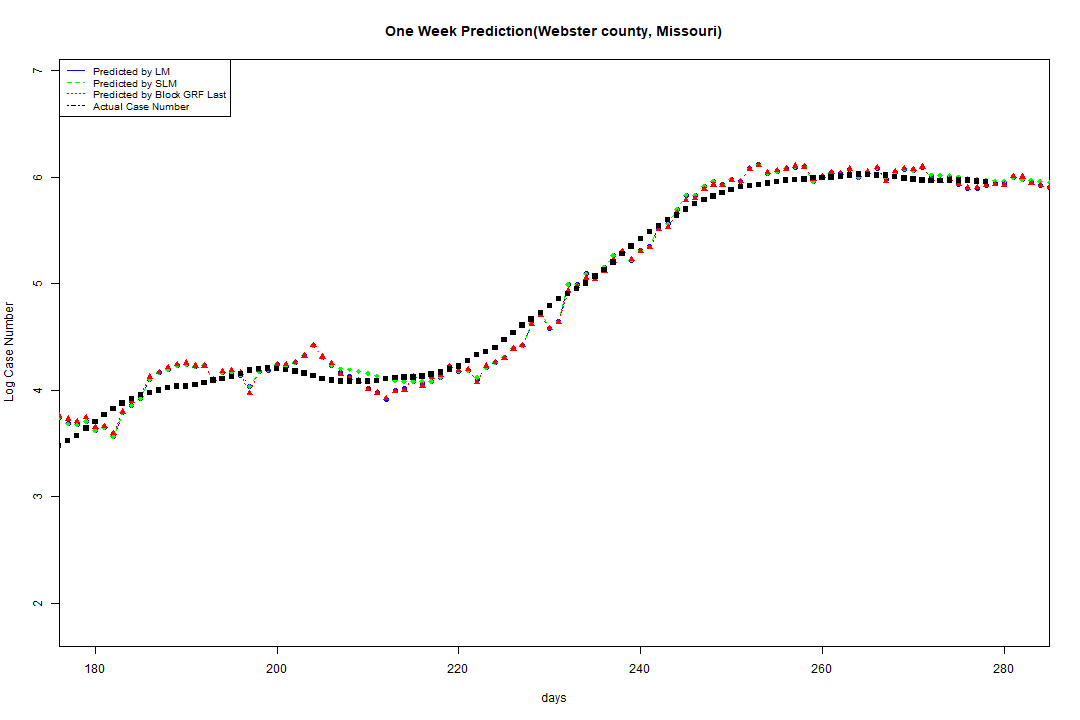 One Week Prediction(Webster county, Missouri)
Predicted by LM
Predicted by SLM
Predicted by Block GRF Last
Actual Case Number
7
6
5
4
3
2
Log Case Number
180 200 220 240 260 280
days